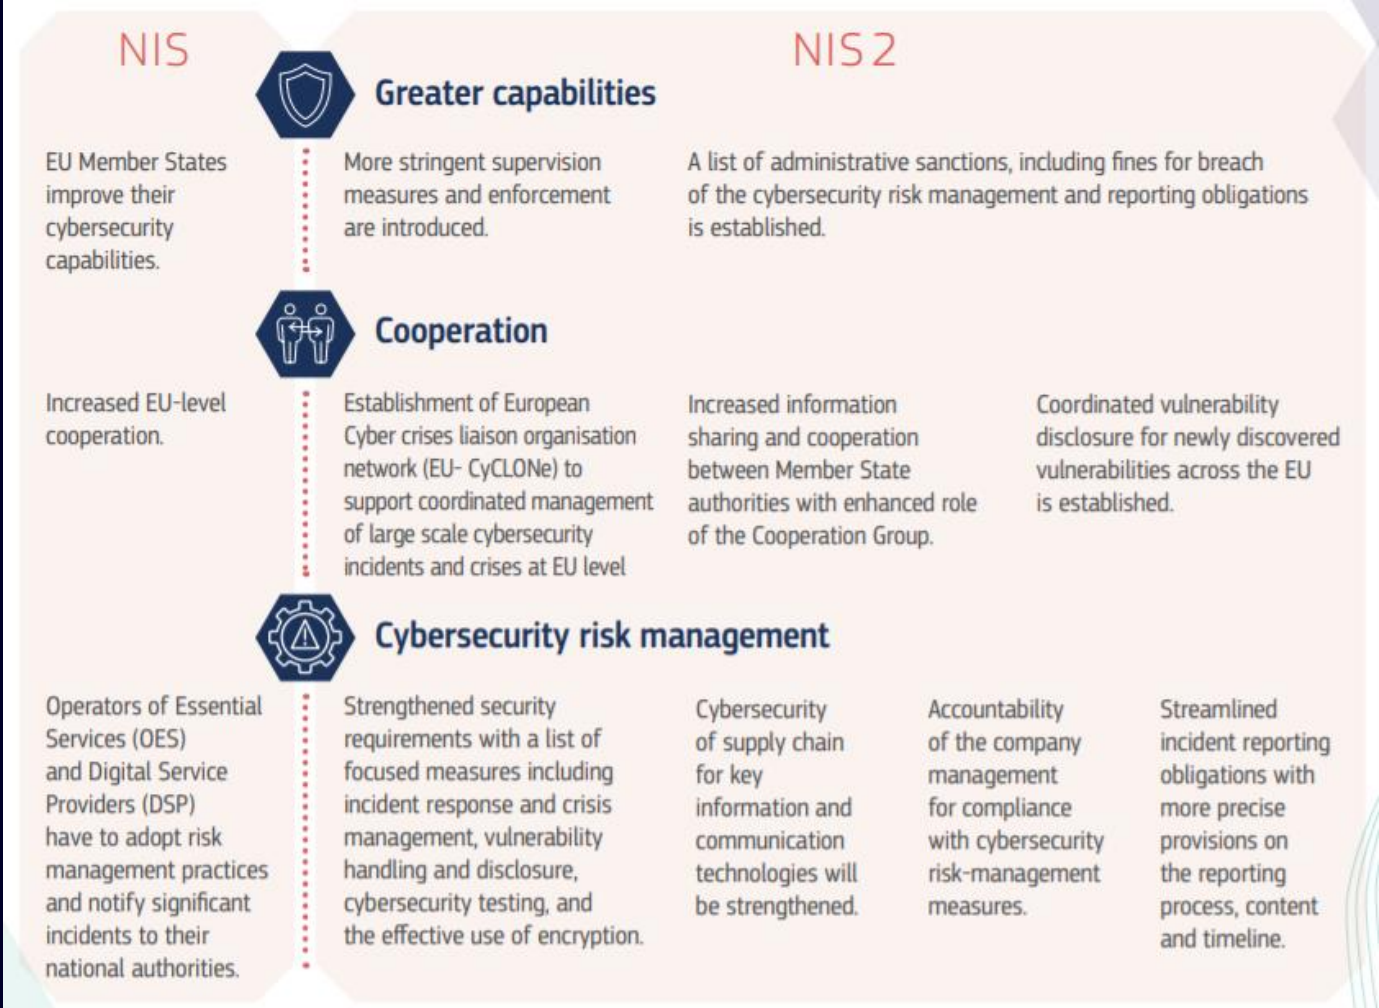 NIS
NIS 2
Greater capabilities
EU Member States
improve their
cybersecurity
capabilities.
More stringent supervision
measures and enforcement
are introduced.
A list of administrative sanctions, including fines for breach
of the cybersecurity risk management and reporting obligations
is established.
Cooperation
Increased EU-level
cooperation.
Establishment of European
Cyber crises liaison organisation
network (EU- CyCLONe) to
support coordinated management
of large scale cybersecurity
incidents and crises at EU level
Increased information
sharing and cooperation
between Member State
authorities with enhanced role
of the Cooperation Group.
Coordinated vulnerability
disclosure for newly discovered
vulnerabilities across the EU
is established.
Cybersecurity risk management
Operators of Essential
Services (OES)
and Digital Service
Providers (DSP)
have to adopt risk
management practices
and notify significant
incidents to their
national authorities.
Strengthened security
requirements with a list of
focused measures including
incident response and crisis
management, vulnerability
handling and disclosure,
cybersecurity testing, and
the effective use of encryption.
Cybersecurity
of supply chain
for key
information and
communication
technologies will
be strengthened.
Accountability
of the company
management
for compliance
with cybersecurity
risk-management
measures.
Streamlined
incident reporting
obligations with
more precise
provisions on
the reporting
process, content
and timeline.